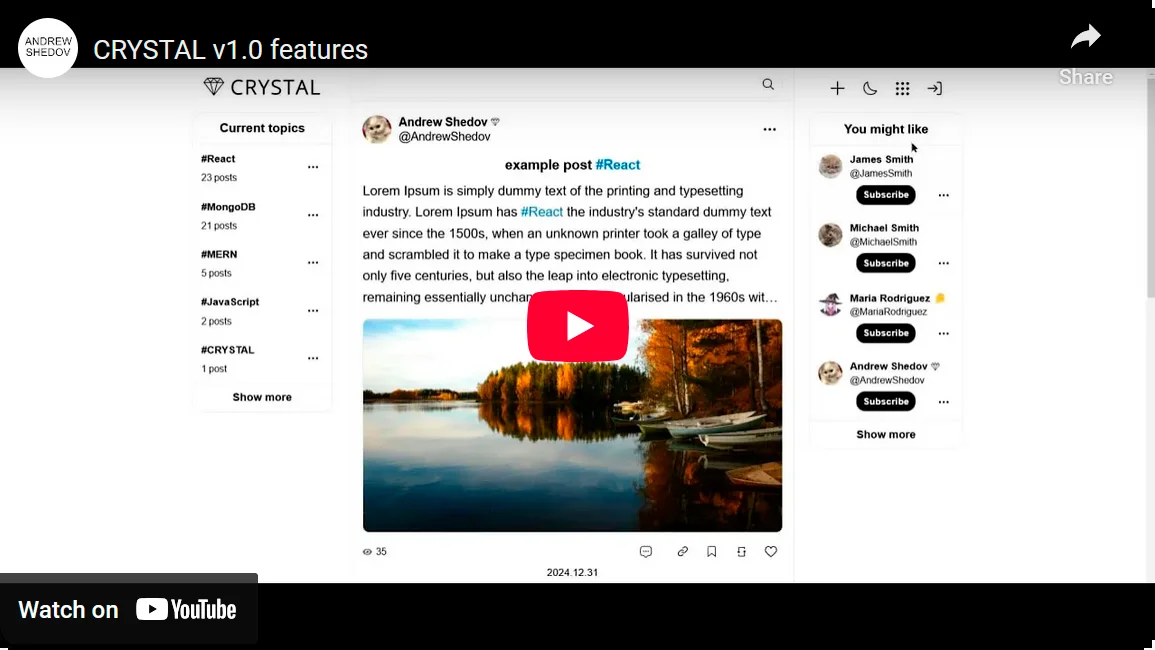 ANDREW
SHEDOV
CRYSTAL v1.0 features
Share
CRYSTAL
Current topics
#React
23 posts
#MongoDB
21 posts
#MERN
5 posts
#JavaScript
2 posts
#CRYSTAL
1 post
Show more
Andrew Shedov
@AndrewShedov
example post #React
Lorem Ipsum is simply dummy text of the printing and typesetting
industry. Lorem Ipsum has #React the industry's standard dummy text
ever since the 1500s, when an unknown printer took a galley of type
and scrambled it to make a type specimen book. It has survived not
only five centuries, but also the leap into electronic typesetting,
remaining essentially unchan ularised in the 1960s wit...
35
2024.12.31
You might like
James Smith
@JamesSmith
Subscribe
Michael Smith
@MichaelSmith
Subscribe
Maria Rodriguez
@MariaRodriguez
Subscribe
Andrew Shedov
@AndrewShedov
Subscribe
Show more
Watch on YouTube